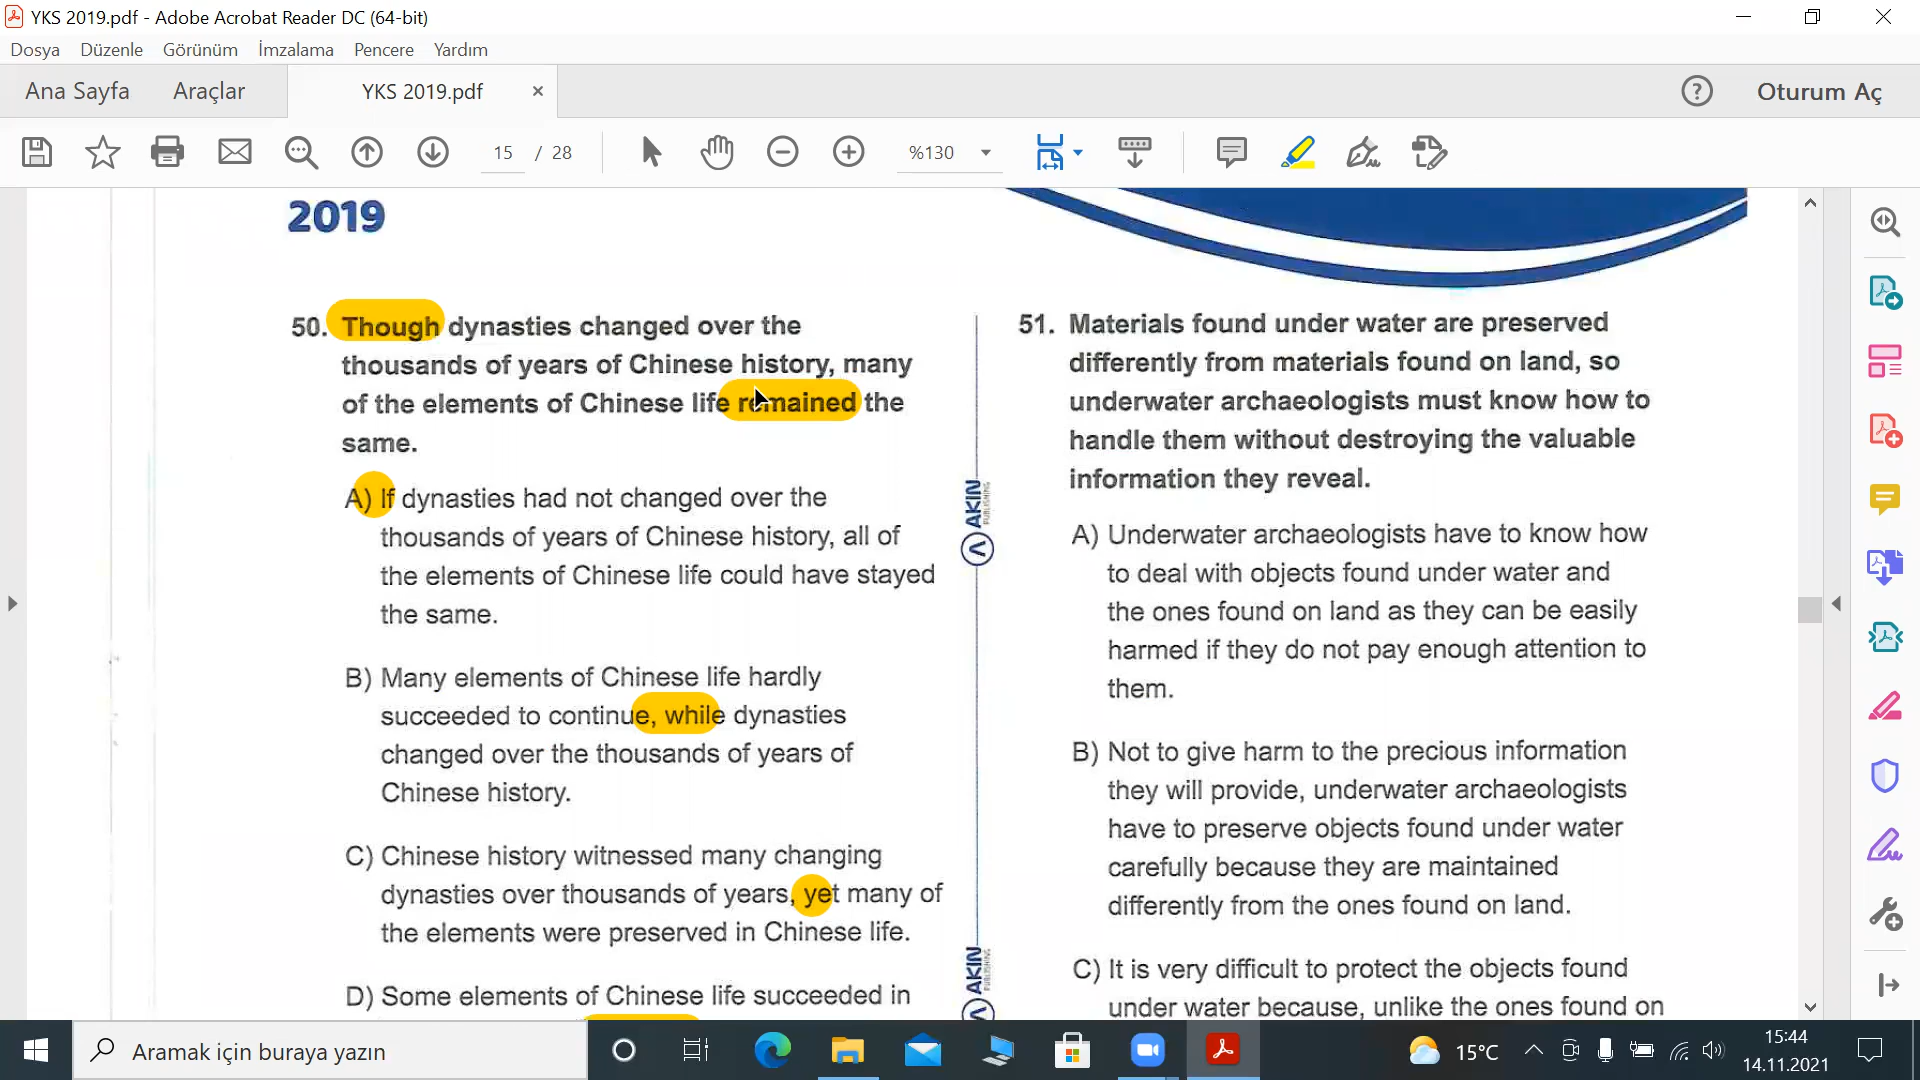 YKS 2019.pdf - Adobe Acrobat Reader DC (64-bit)
Dosya Düzenle Görünüm İmzalama Pencere Yardım
Ana Sayfa Araçlar YKS 2019.pdf × ? Oturum Aç
15 / 28 %130
2019
50. Though dynasties changed over the
thousands of years of Chinese history, many
of the elements of Chinese life remained the
same.
A) If dynasties had not changed over the
thousands of years of Chinese history, all of
the elements of Chinese life could have stayed
the same.
B) Many elements of Chinese life hardly
succeeded to continue, while dynasties
changed over the thousands of years of
Chinese history.
C) Chinese history witnessed many changing
dynasties over thousands of years, yet many of
the elements were preserved in Chinese life.
D) Some elements of Chinese life succeeded in
AKIN
PUBLISHING
AKIN
PUBLISHING
51. Materials found under water are preserved
differently from materials found on land, so
underwater archaeologists must know how to
handle them without destroying the valuable
information they reveal.
A) Underwater archaeologists have to know how
to deal with objects found under water and
the ones found on land as they can be easily
harmed if they do not pay enough attention to
them.
B) Not to give harm to the precious information
they will provide, underwater archaeologists
have to preserve objects found under water
carefully because they are maintained
differently from the ones found on land.
C) It is very difficult to protect the objects found
under water because, unlike the ones found on
Aramak için buraya yazın
15°C
15:44
14.11.2021